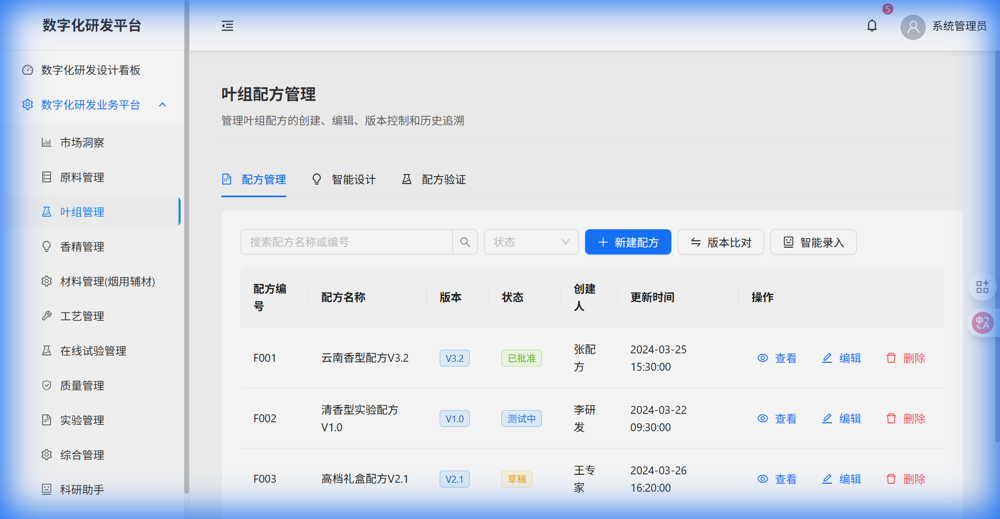 数字化研发平台
5
系统管理员
数字化研发设计看板
数字化研发业务平台
市场洞察
原料管理
叶组管理
香精管理
材料管理(烟用辅材)
工艺管理
在线试验管理
质量管理
实验管理
综合管理
科研助手
叶组配方管理
管理叶组配方的创建、编辑、版本控制和历史追溯
配方管理
智能设计
配方验证
搜索配方名称或编号
状态
新建配方
版本比对
智能录入
配方编
号
配方名称
版本
状态
创建
人
更新时间
操作
F001
云南香型配方V3.2
V3.2
已批准
张配
方
2024-03-25
15:30:00
查看
编辑
删除
F002
清香型实验配方
V1.0
V1.0
测试中
李研
发
2024-03-22
09:30:00
查看
编辑
删除
F003
高档礼盒配方V2.1
V2.1
草稿
王专
家
2024-03-26
16:20:00
查看
编辑
删除
中A